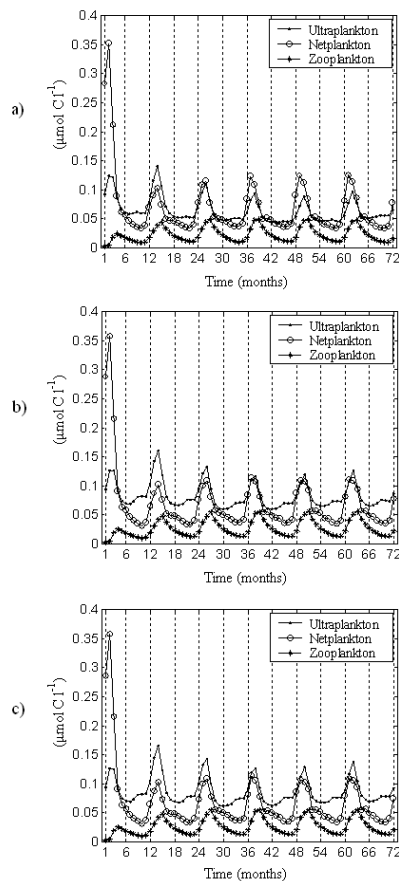 a)
0.4
0.35
0.3
0.25
0.2
0.15
0.1
0.05
0
(μmol C l⁻¹)
Ultraplankton
Netplankton
Zooplankton
1 6 12 18 24 30 36 42 48 54 60 66 72
Time (months)
b)
0.4
0.35
0.3
0.25
0.2
0.15
0.1
0.05
0
(μmol C l⁻¹)
Ultraplankton
Netplankton
Zooplankton
1 6 12 18 24 30 36 42 48 54 60 66 72
Time (months)
c)
0.4
0.35
0.3
0.25
0.2
0.15
0.1
0.05
0
(μmol C l⁻¹)
Ultraplankton
Netplankton
Zooplankton
1 6 12 18 24 30 36 42 48 54 60 66 72
Time (months)